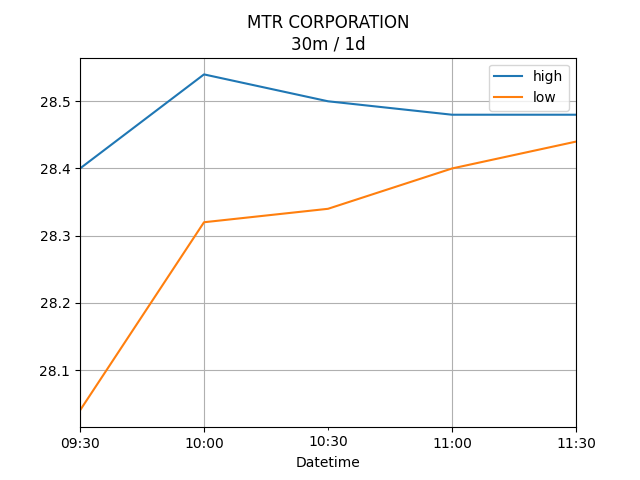 MTR CORPORATION
30m / 1d
high
low
28.5
28.4
28.3
28.2
28.1
09:30 10:00 10:30 11:00 11:30
Datetime